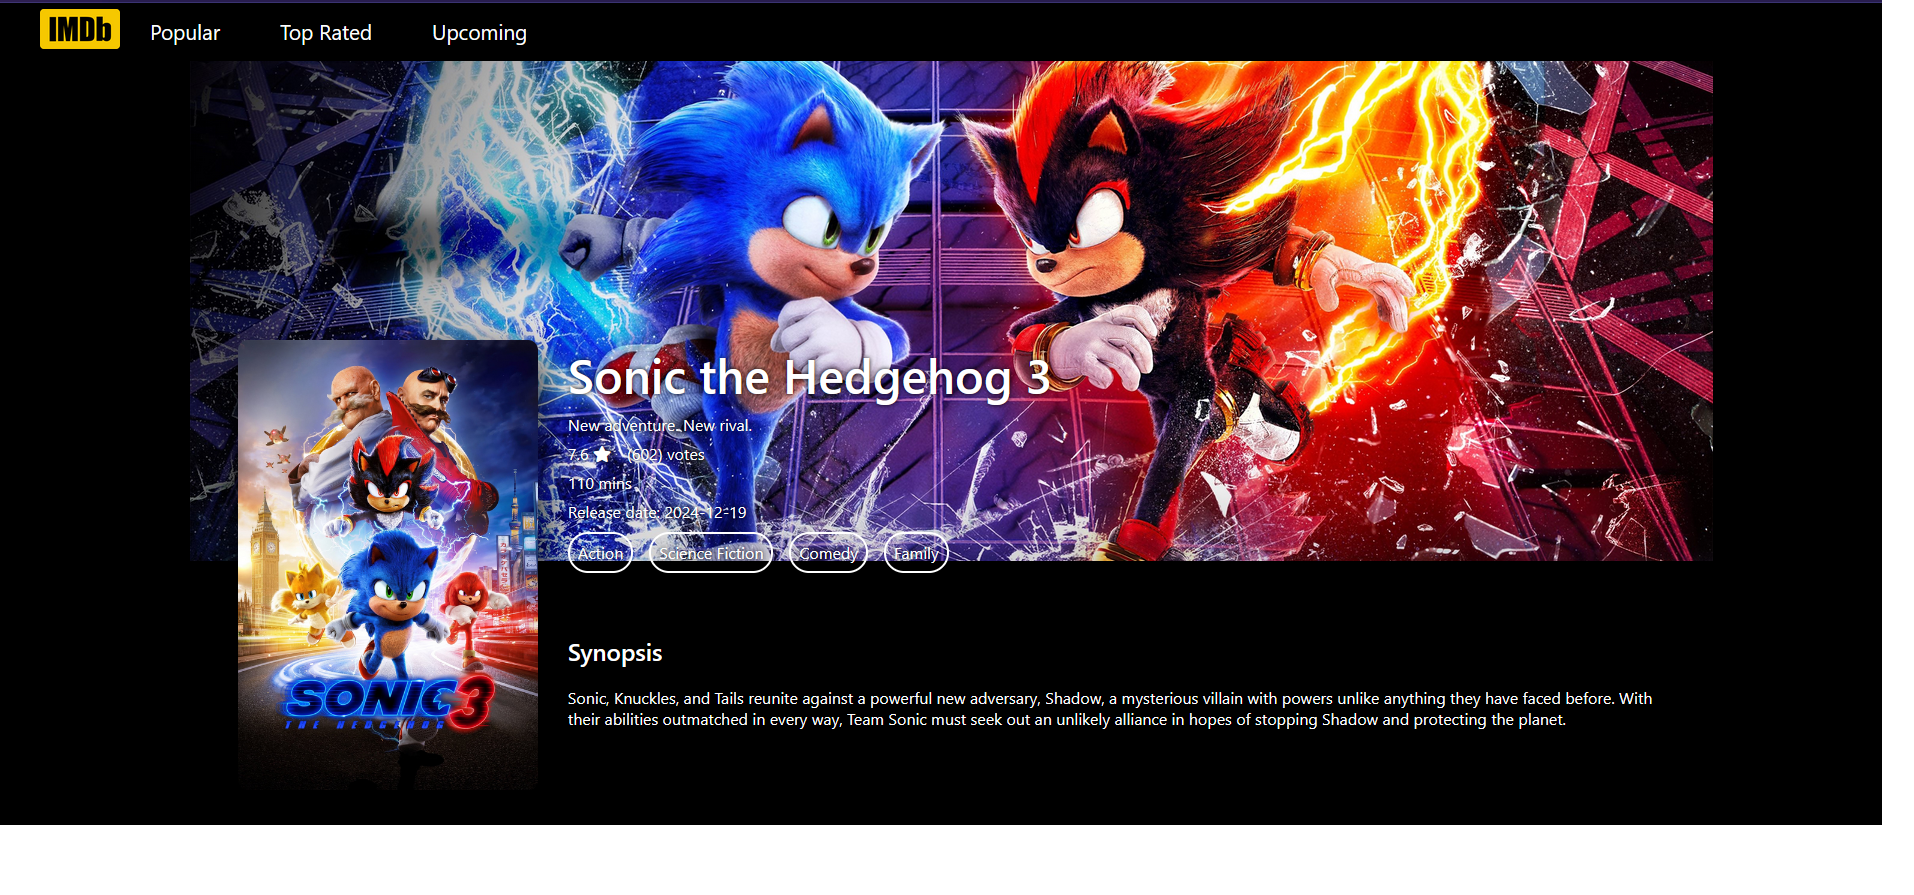 IMDb Popular Top Rated Upcoming
Sonic the Hedgehog 3
New adventure. New rival.
7.6 (602) votes
110 mins
Release date: 2024-12-19
Action Science Fiction Comedy Family
SONIC 3
THE HEDGEHOG
Synopsis
Sonic, Knuckles, and Tails reunite against a powerful new adversary, Shadow, a mysterious villain with powers unlike anything they have faced before. With
their abilities outmatched in every way, Team Sonic must seek out an unlikely alliance in hopes of stopping Shadow and protecting the planet.